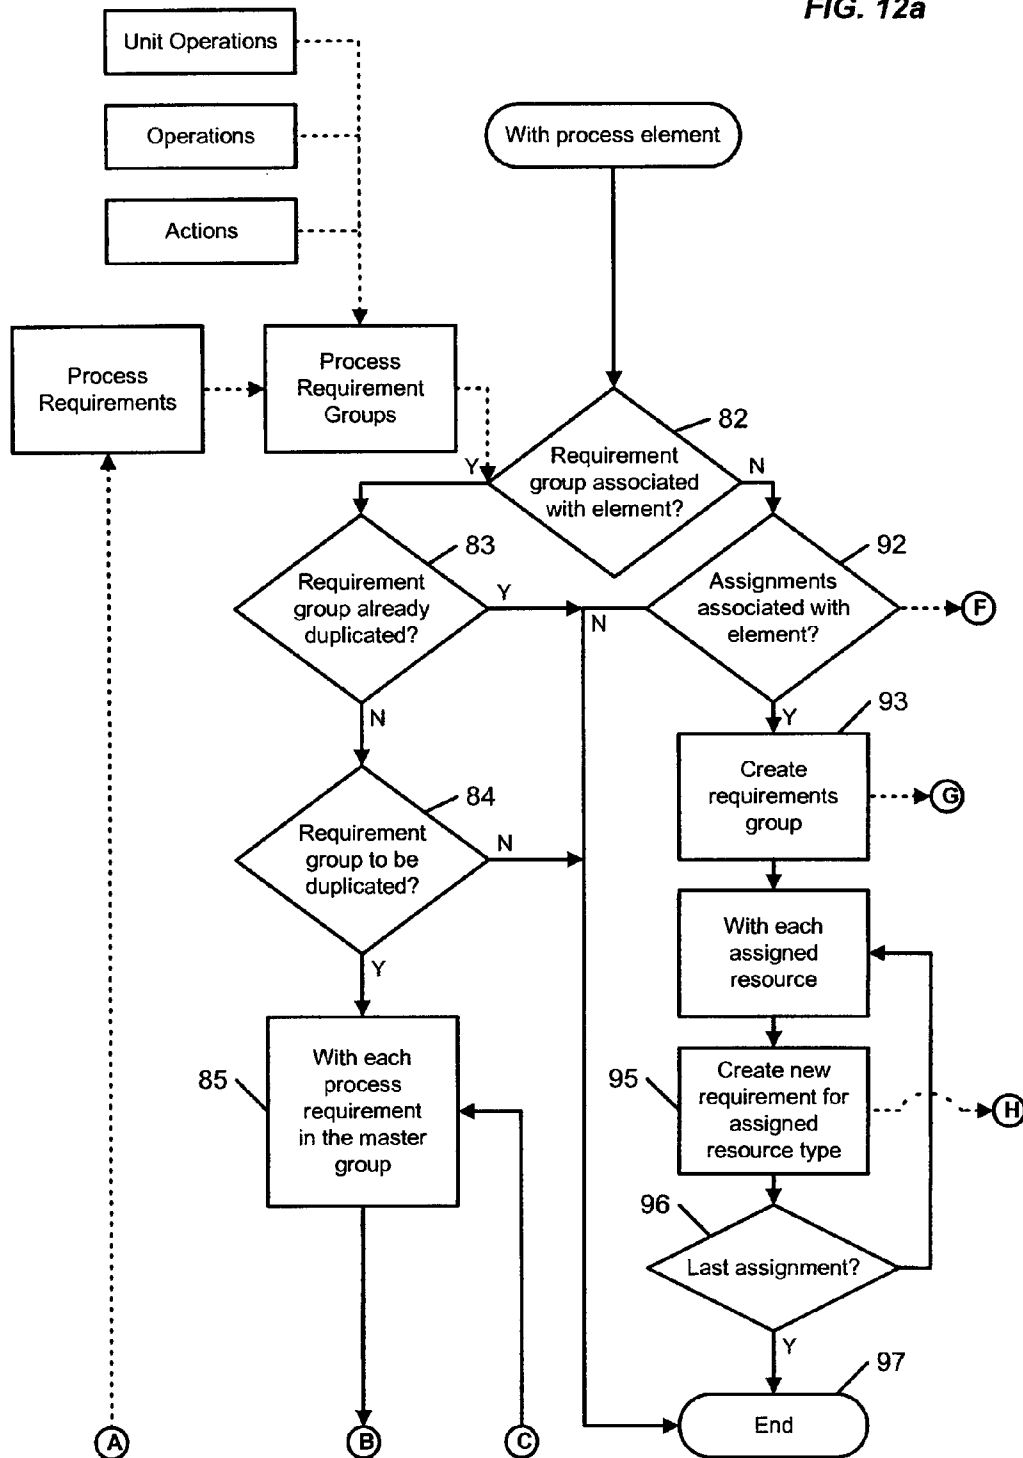 FIG. 12a
Unit Operations
Operations
With process element
Actions
Process
Requirements
Process
Requirement
Groups
82
Requirement
group associated
with element?
Y
N
83
Requirement
group already
duplicated?
Y
N
92
Assignments
associated with
element?
N
F
Y
93
Create
requirements
group
G
84
Requirement
group to be
duplicated?
N
Y
With each
assigned
resource
85
With each
process
requirement
in the master
group
95
Create new
requirement for
assigned
resource type
H
96
Last assignment?
Y
97
End
A
B
C